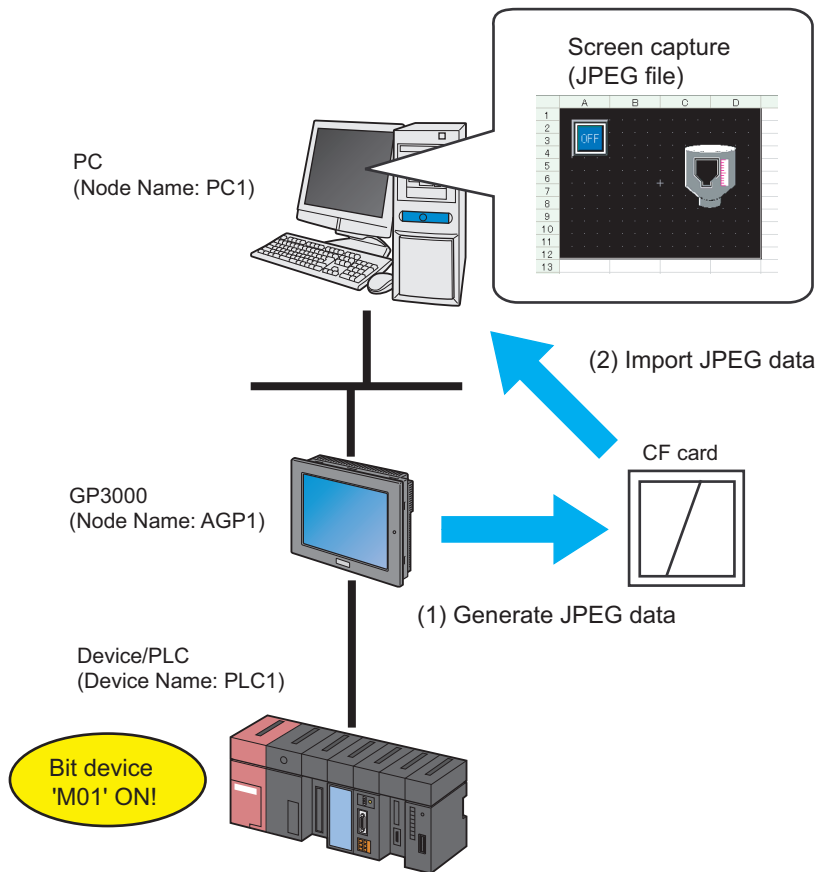 Screen capture
(JPEG file)
A B C D
1
2
3
4
5
6
7
8
9
10
11
12
13
OFF
PC
(Node Name: PC1)
(2) Import JPEG data
CF card
GP3000
(Node Name: AGP1)
(1) Generate JPEG data
Device/PLC
(Device Name: PLC1)
Bit device
'M01' ON!